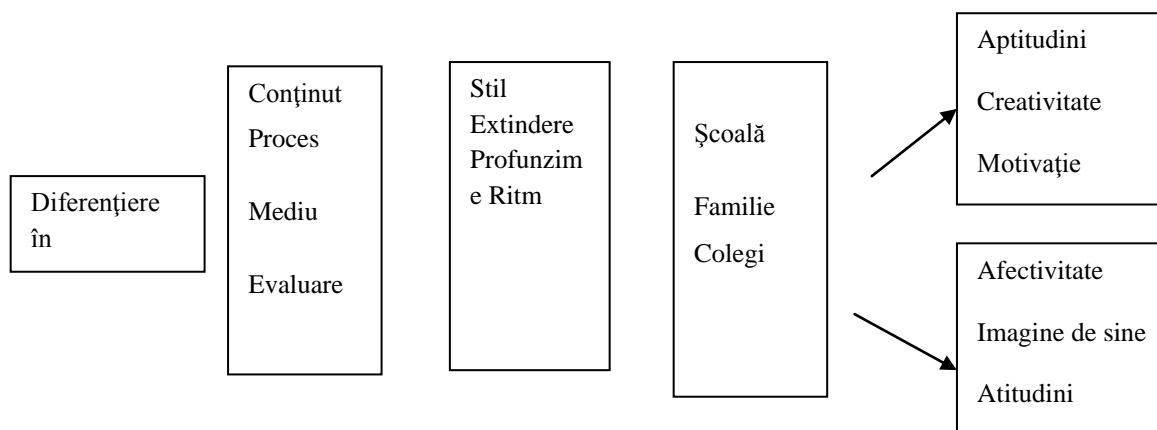 Diferenţiere
în
Conţinut
Proces
Mediu
Evaluare
Stil
Extindere
Profunzim
e Ritm
Şcoală
Familie
Colegi
Aptitudini
Creativitate
Motivaţie
Afectivitate
Imagine de sine
Atitudini